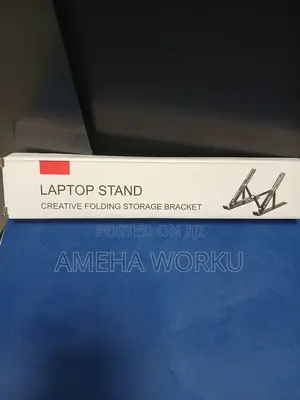 LAPTOP STAND
CREATIVE FOLDING STORAGE BRACKET
POSTED ON JIJI
AMEHA WORKU